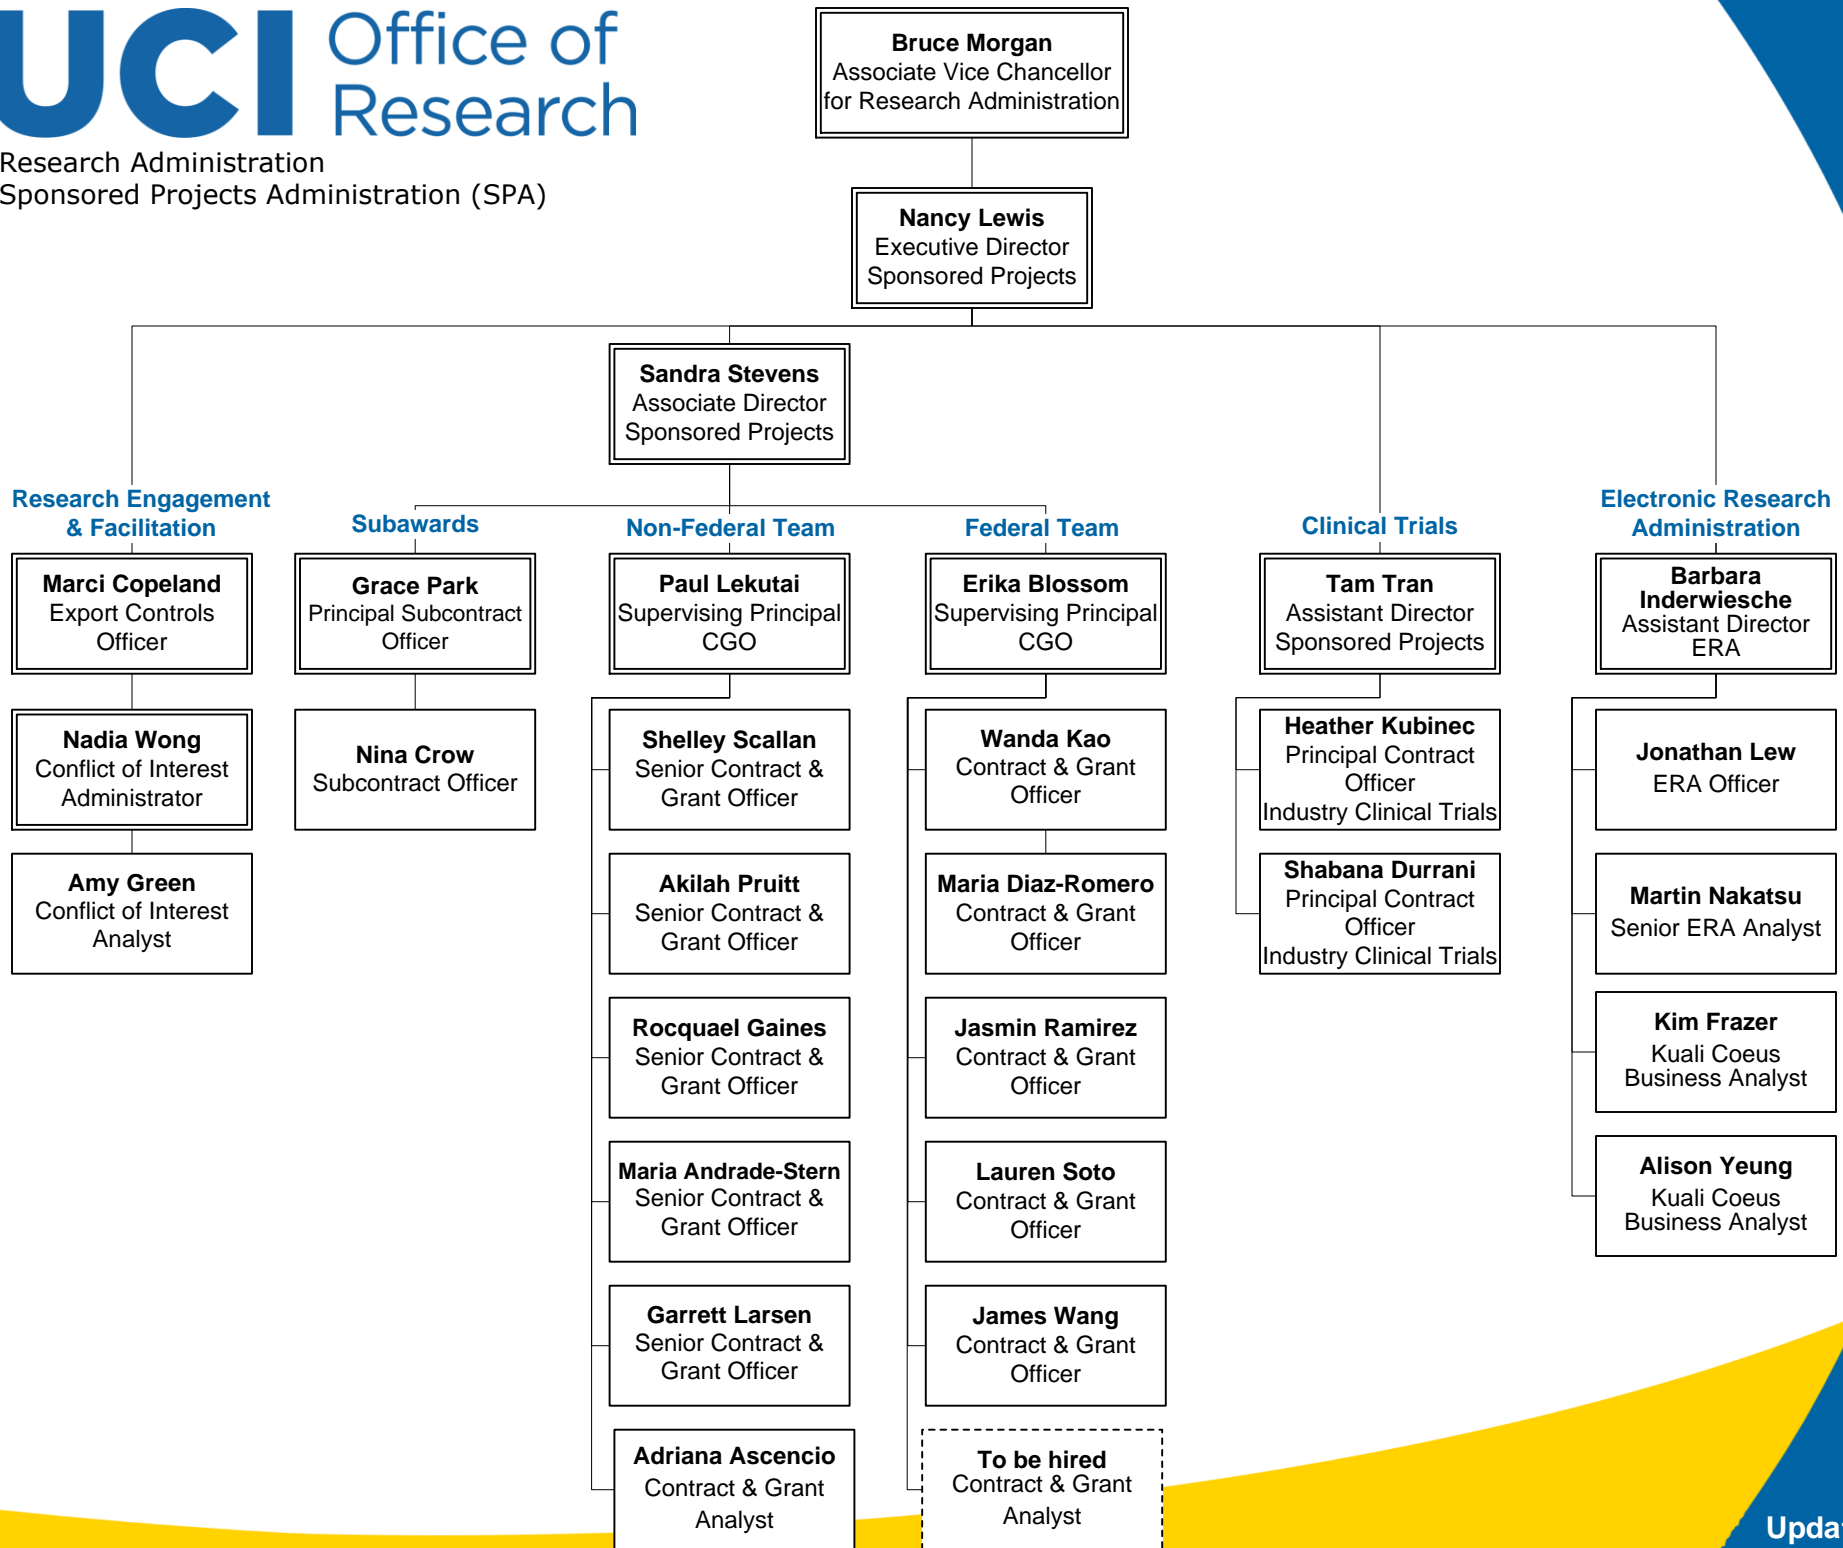 UCI Office of
Research
Research Administration
Sponsored Projects Administration (SPA)
Bruce Morgan
Associate Vice Chancellor
for Research Administration
Nancy Lewis
Executive Director
Sponsored Projects
Sandra Stevens
Associate Director
Sponsored Projects
Research Engagement
& Facilitation
Marci Copeland
Export Controls
Officer
Nadia Wong
Conflict of Interest
Administrator
Amy Green
Conflict of Interest
Analyst
Subawards
Grace Park
Principal Subcontract
Officer
Nina Crow
Subcontract Officer
Non-Federal Team
Paul Lekutai
Supervising Principal
CGO
Shelley Scallan
Senior Contract &
Grant Officer
Akilah Pruitt
Senior Contract &
Grant Officer
Rocquael Gaines
Senior Contract &
Grant Officer
Maria Andrade-Stern
Senior Contract &
Grant Officer
Garrett Larsen
Senior Contract &
Grant Officer
Adriana Ascencio
Contract & Grant
Analyst
Federal Team
Erika Blossom
Supervising Principal
CGO
Wanda Kao
Contract & Grant
Officer
Maria Diaz-Romero
Contract & Grant
Officer
Jasmin Ramirez
Contract & Grant
Officer
Lauren Soto
Contract & Grant
Officer
James Wang
Contract & Grant
Officer
To be hired
Contract & Grant
Analyst
Clinical Trials
Tam Tran
Assistant Director
Sponsored Projects
Heather Kubinec
Principal Contract
Officer
Industry Clinical Trials
Shabana Durrani
Principal Contract
Officer
Industry Clinical Trials
Electronic Research
Administration
Barbara
Inderwiesche
Assistant Director
ERA
Jonathan Lew
ERA Officer
Martin Nakatsu
Senior ERA Analyst
Kim Frazer
Kuali Coeus
Business Analyst
Alison Yeung
Kuali Coeus
Business Analyst